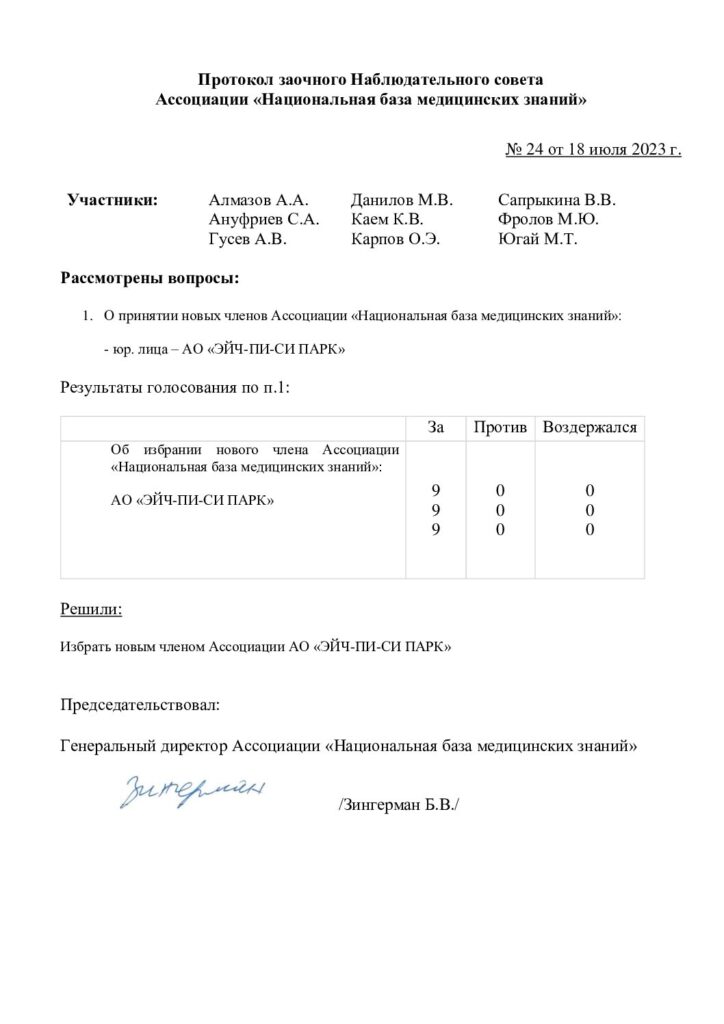 Протокол заочного Наблюдательного совета
Ассоциации «Национальная база медицинских знаний»
№ 24 от 18 июля 2023 г.
Участники: Алмазов А.А. Данилов М.В. Сапрыкина В.В.
Ануфриев С.А. Каем К.В. Фролов М.Ю.
Гусев А.В. Карпов О.Э. Югай М.Т.
Рассмотрены вопросы:
1. О принятии новых членов Ассоциации «Национальная база медицинских знаний»:
- юр. лица – АО «ЭЙЧ-ПИ-СИ ПАРК»
Результаты голосования по п.1:
За Против Воздержался
Об избрании нового члена Ассоциации
«Национальная база медицинских знаний»:
АО «ЭЙЧ-ПИ-СИ ПАРК»
9 0 0
9 0 0
9 0 0
Решили:
Избрать новым членом Ассоциации АО «ЭЙЧ-ПИ-СИ ПАРК»
Председательствовал:
Генеральный директор Ассоциации «Национальная база медицинских знаний»
Зингерман
/Зингерман Б.В./